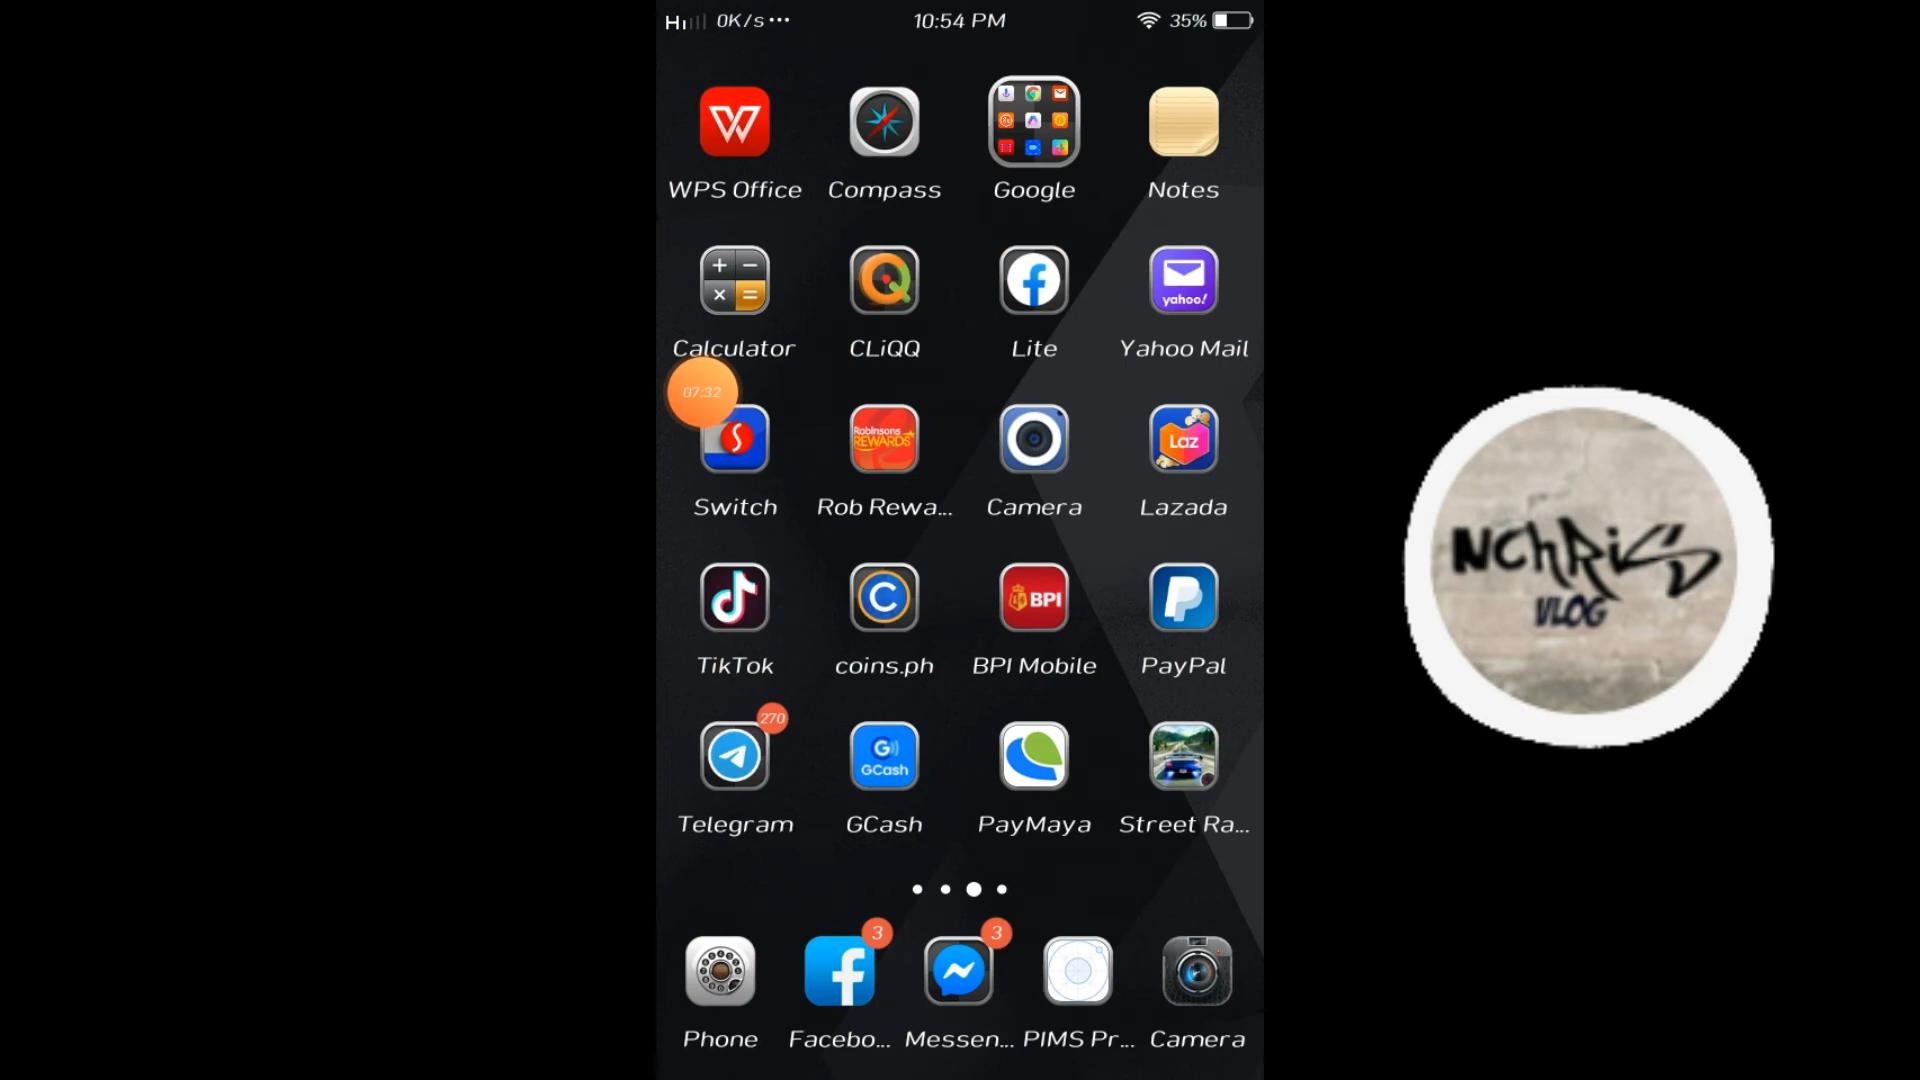 0K/s 10:54 PM 35%
WPS Office Compass Google Notes
yahoo!
Calculator CLiQQ Lite Yahoo Mail
07:32
Robinsons
REWARDS
Laz
Switch Rob Rewa... Camera Lazada
BPI
TikTok coins.ph BPI Mobile PayPal
270
G
GCash
Telegram GCash PayMaya Street Ra...
3 3
Phone Facebo... Messen... PIMS Pr... Camera
NChRiS
VLOG